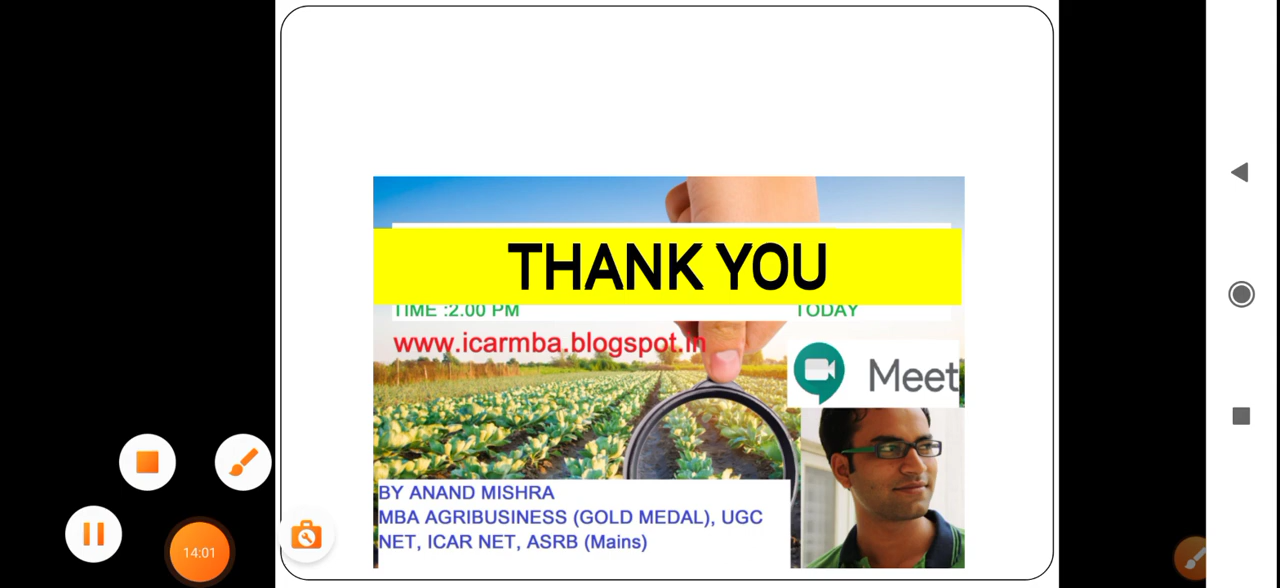 THANK YOU
TIME :2.00 PM
TODAY
www.icarmba.blogspot.in
Meet
BY ANAND MISHRA
MBA AGRIBUSINESS (GOLD MEDAL), UGC
NET, ICAR NET, ASRB (Mains)
14:01